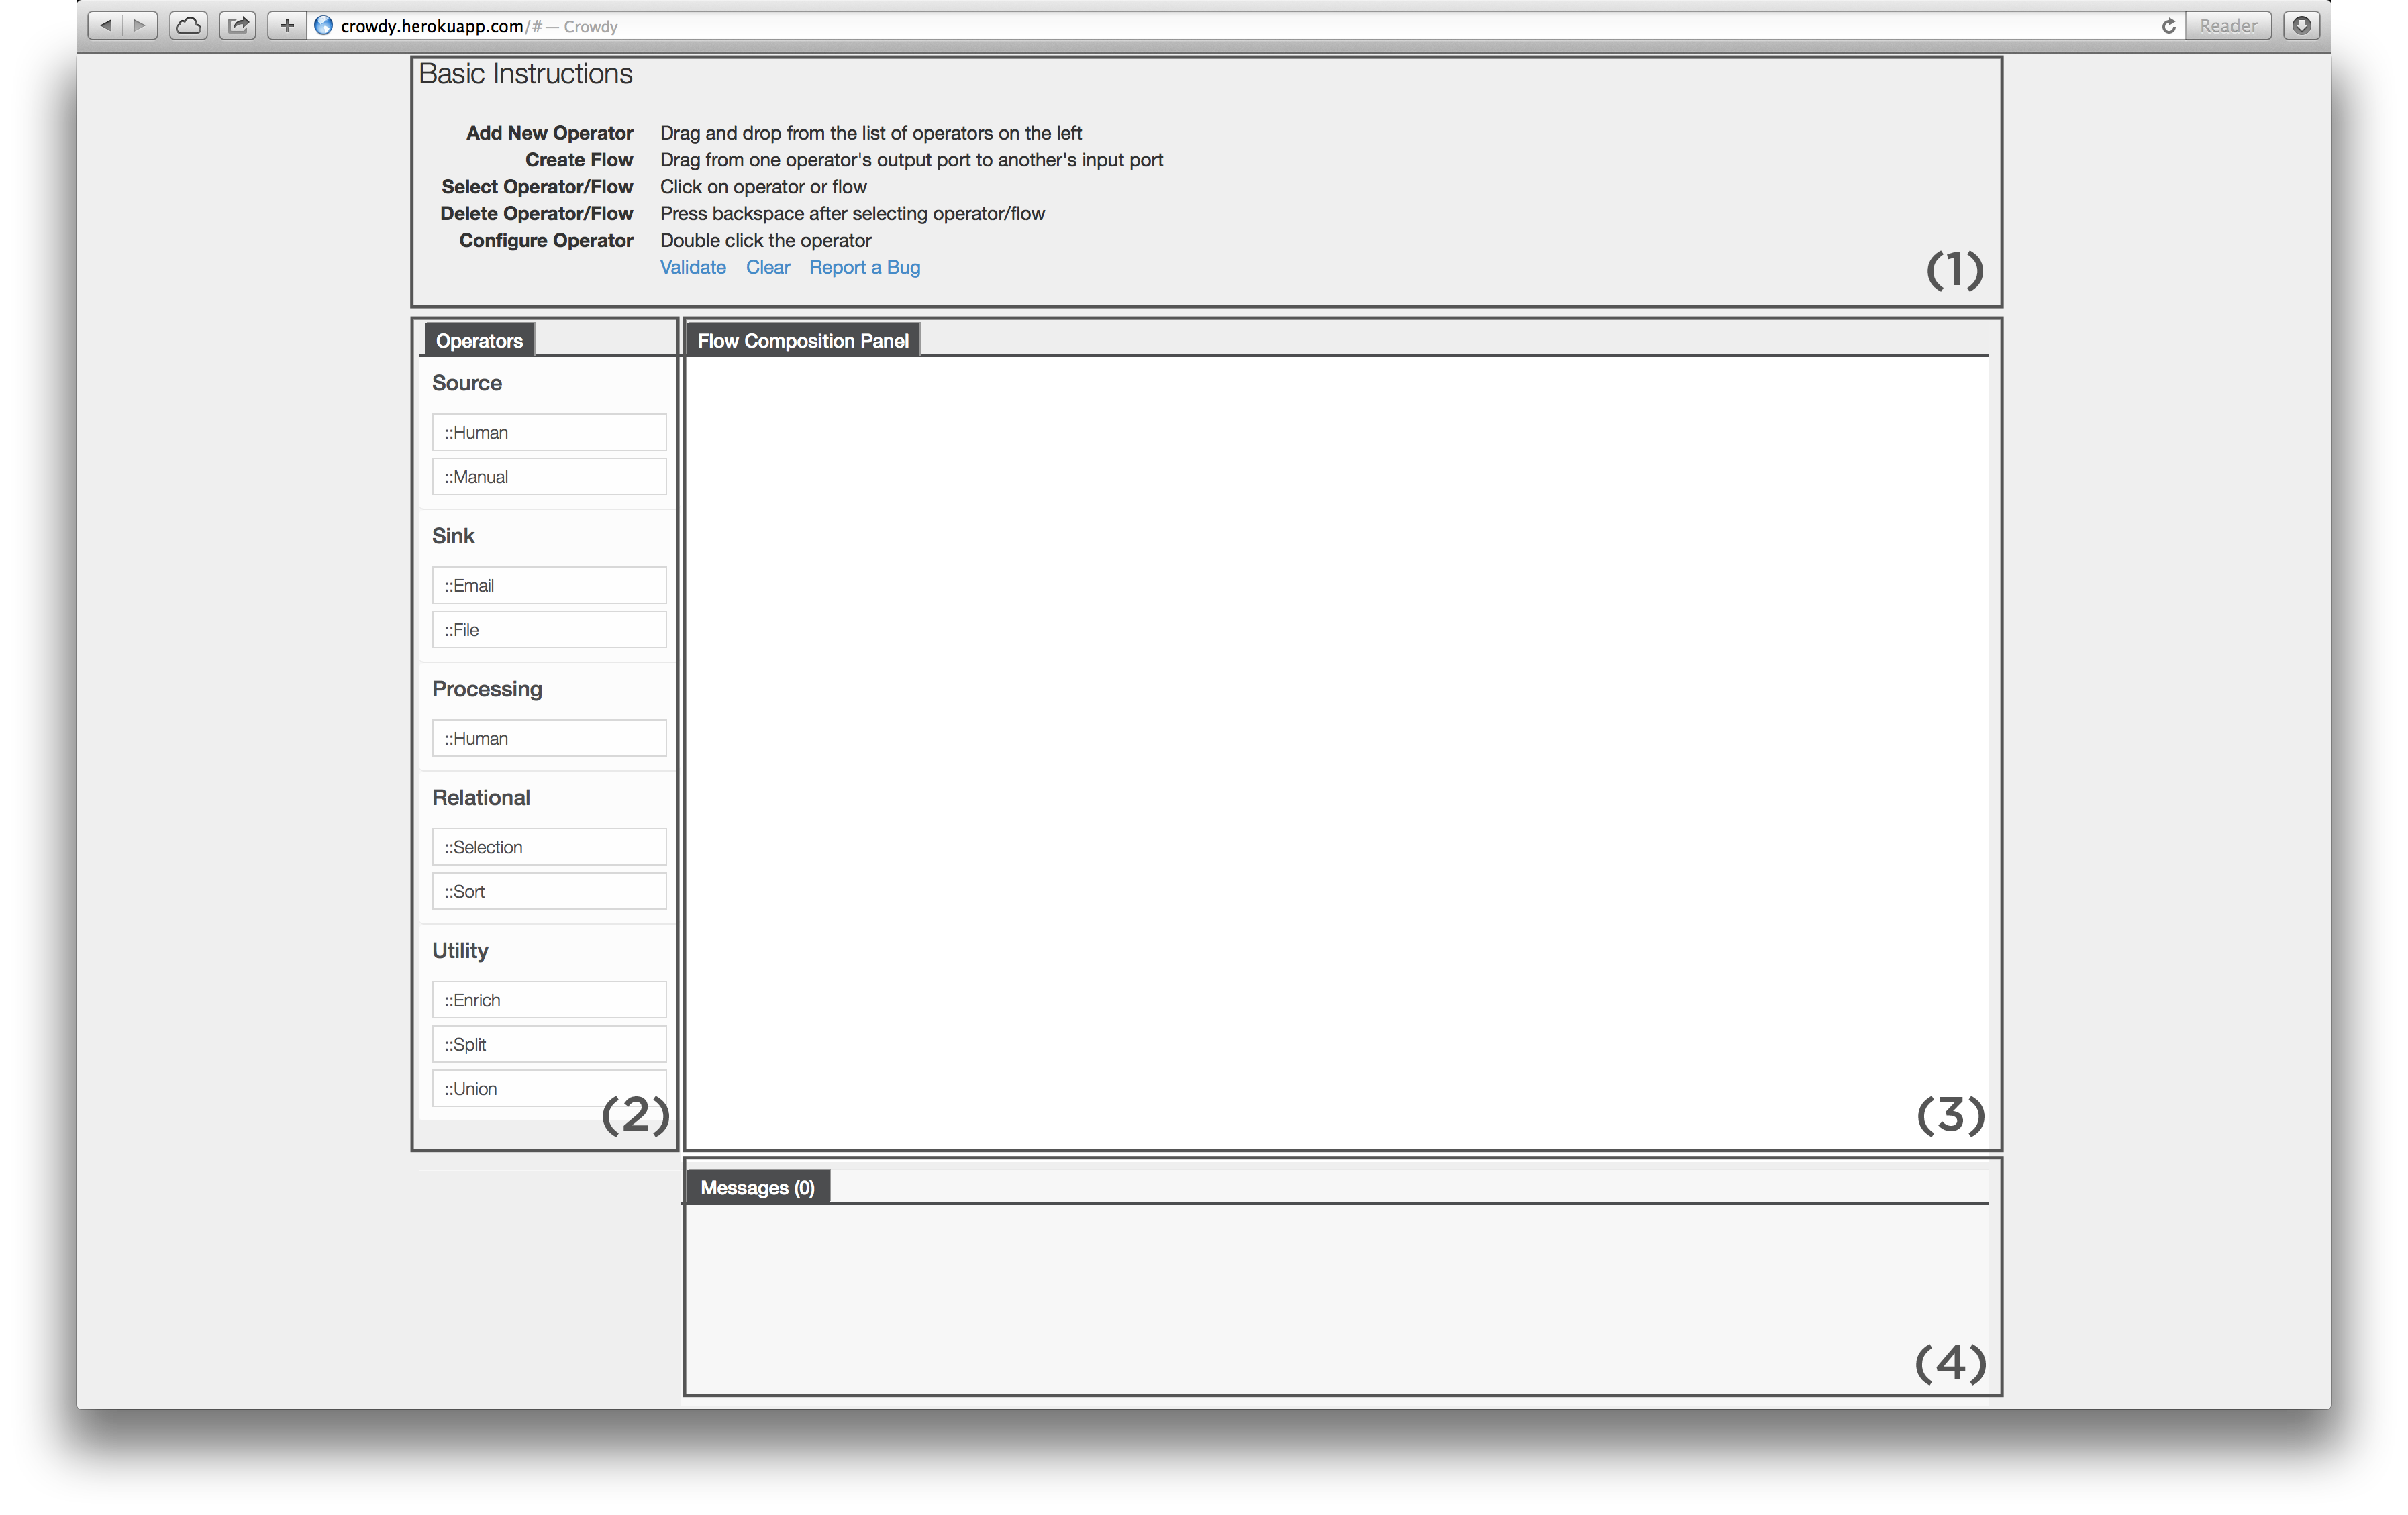 crowdy.herokuapp.com/# — Crowdy
Reader
Basic Instructions
Add New Operator Drag and drop from the list of operators on the left
Create Flow Drag from one operator's output port to another's input port
Select Operator/Flow Click on operator or flow
Delete Operator/Flow Press backspace after selecting operator/flow
Configure Operator Double click the operator
Validate Clear Report a Bug
(1)
Operators
Source
::Human
::Manual
Sink
::Email
::File
Processing
::Human
Relational
::Selection
::Sort
Utility
::Enrich
::Split
::Union
(2)
Flow Composition Panel
(3)
Messages (0)
(4)